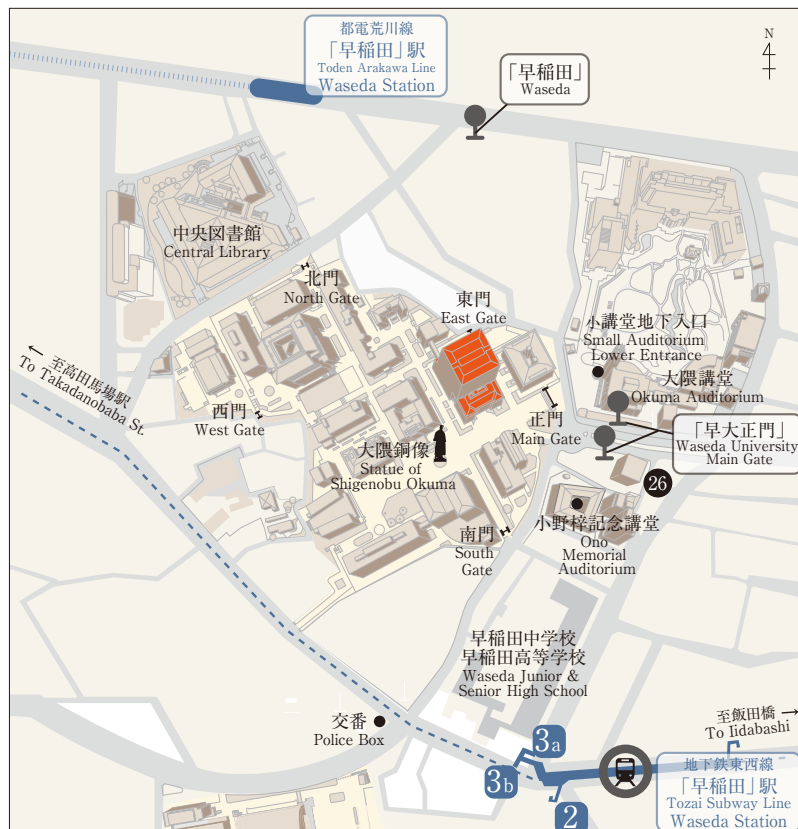 都電荒川線
「早稲田」駅
Toden Arakawa Line
Waseda Station
「早稲田」
Waseda
N
中央図書館
Central Library
北門
North Gate
東門
East Gate
小講堂地下入口
Small Auditorium
Lower Entrance
大隈講堂
Okuma Auditorium
←
至高田馬場駅
To Takadanobaba St.
西門
West Gate
正門
Main Gate
「早大正門」
Waseda University
Main Gate
大隈銅像
Statue of
Shigenobu Okuma
26
小野梓記念講堂
Ono
Memorial
Auditorium
南門
South
Gate
早稲田中学校
早稲田高等学校
Waseda Junior &
Senior High School
交番
Police Box
→
至飯田橋
To Iidabashi
3a
3b
2
地下鉄東西線
「早稲田」駅
Tozai Subway Line
Waseda Station